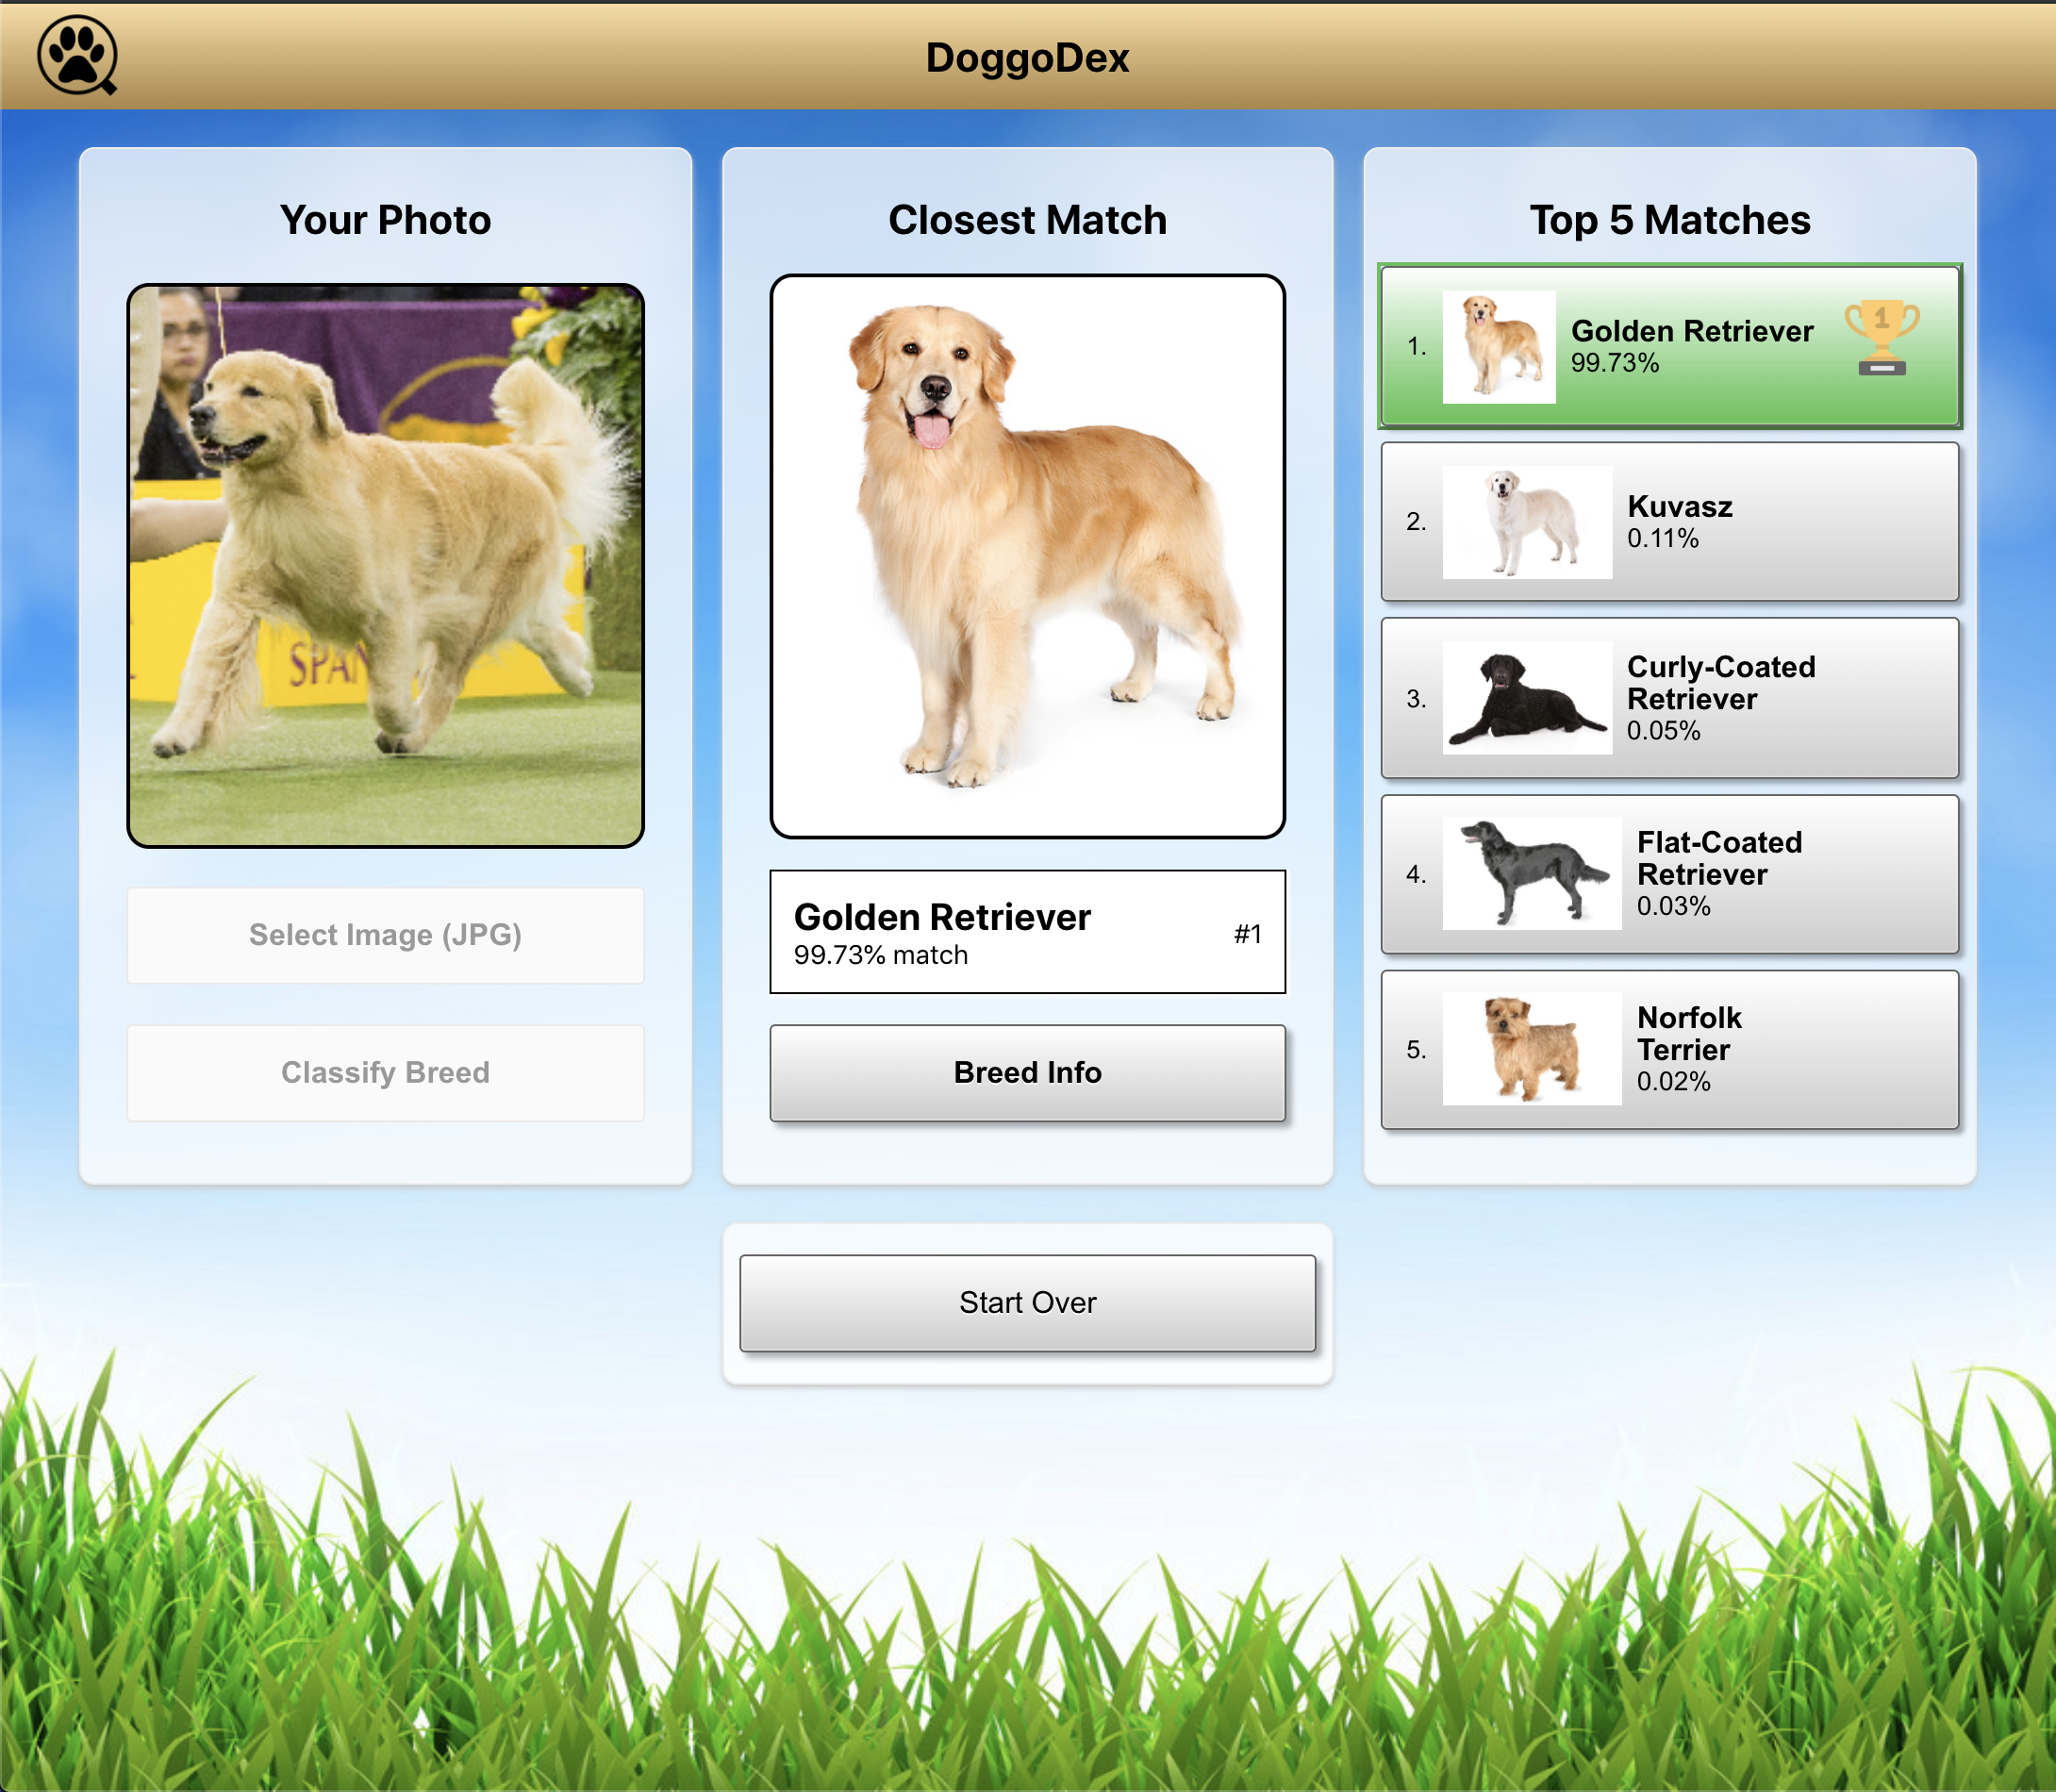 DoggoDex
Your Photo
SPAN
Select Image (JPG)
Classify Breed
Closest Match
Golden Retriever
99.73% match
#1
Breed Info
Top 5 Matches
1.
Golden Retriever
99.73%
1
2.
Kuvasz
0.11%
3.
Curly-Coated
Retriever
0.05%
4.
Flat-Coated
Retriever
0.03%
5.
Norfolk
Terrier
0.02%
Start Over